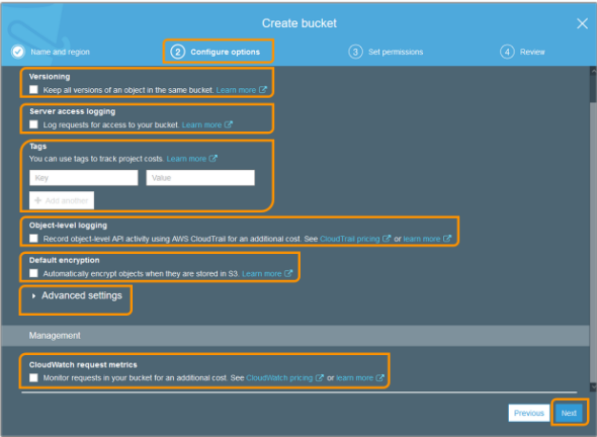 Create bucket
Name and region
2 Configure options
3 Set permissions
4 Review
Versioning
Keep all versions of an object in the same bucket. Learn more
Server access logging
Log requests for access to your bucket. Learn more
Tags
You can use tags to track project costs. Learn more
Key Value
+ Add another
Object-level logging
Record object-level API activity using AWS CloudTrail for an additional cost. See CloudTrail pricing or learn more
Default encryption
Automatically encrypt objects when they are stored in S3. Learn more
Advanced settings
Management
CloudWatch request metrics
Monitor requests in your bucket for an additional cost. See CloudWatch pricing or learn more
Previous Next